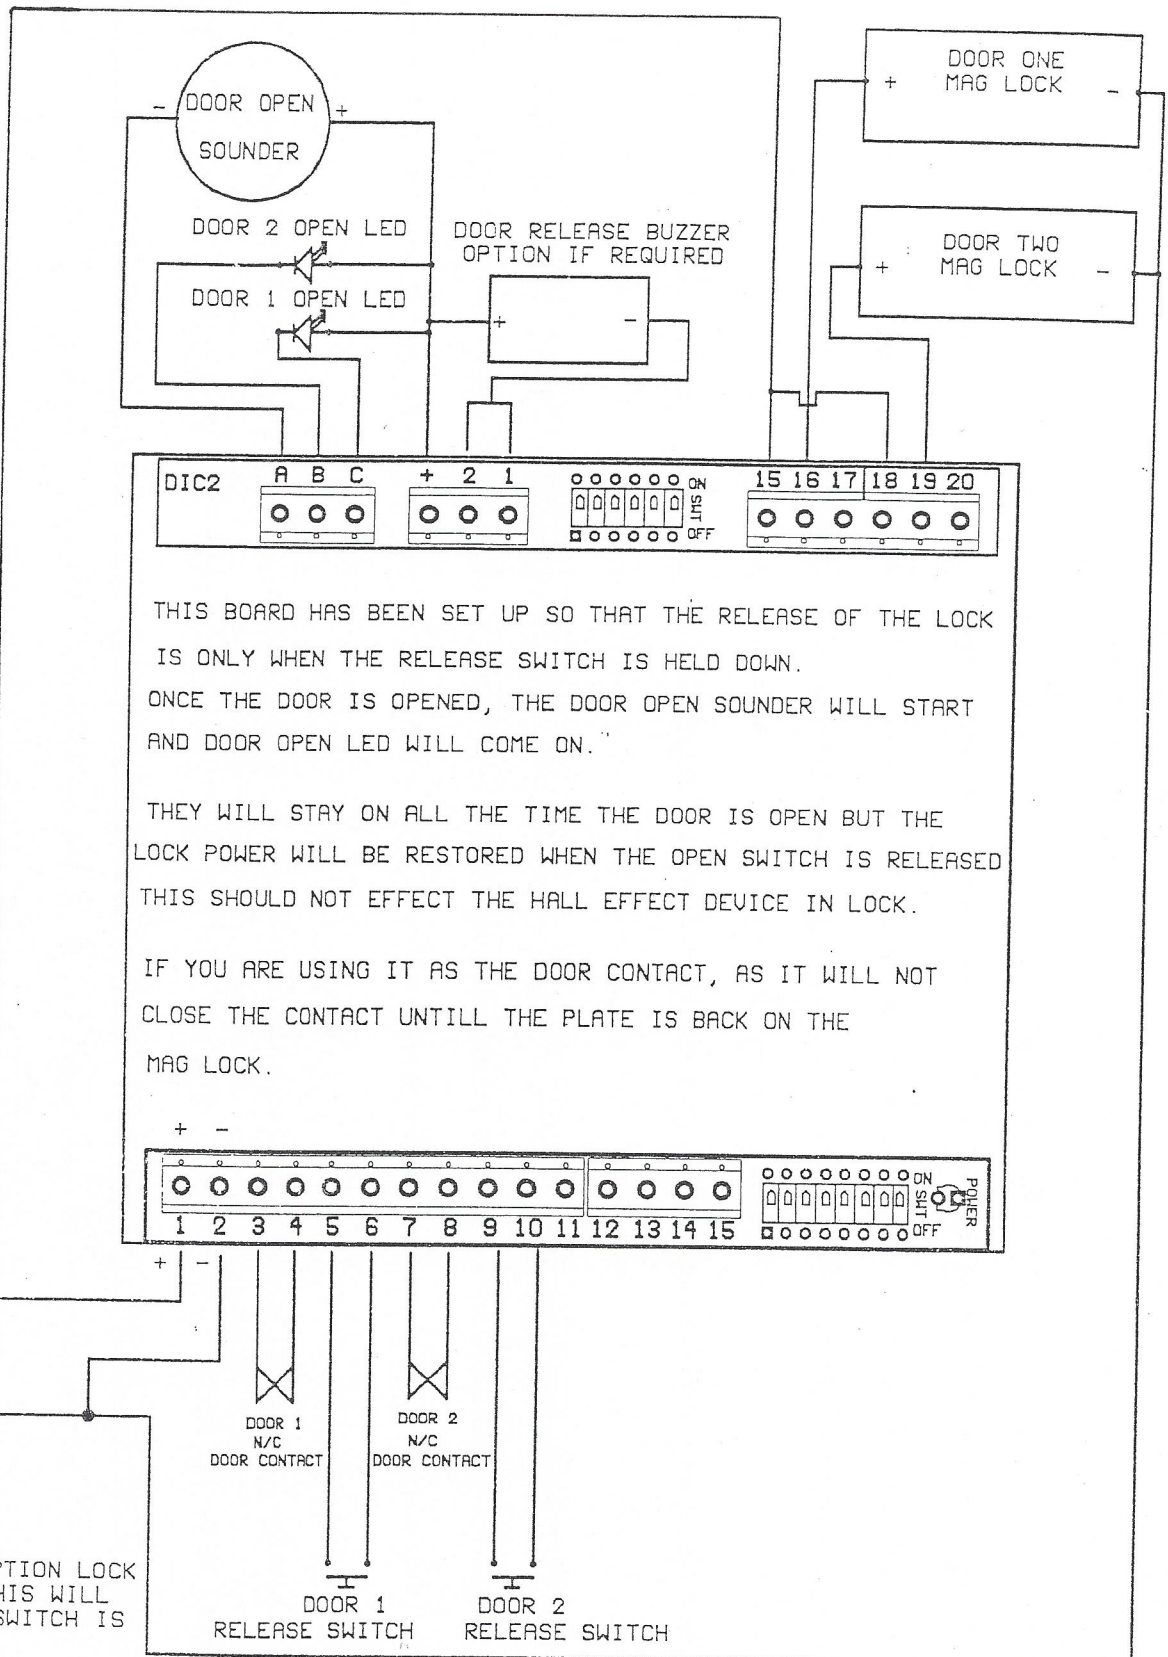 DOOR ONE
MAG LOCK
+ -
- DOOR OPEN +
SOUNDER
DOOR 2 OPEN LED
DOOR RELEASE BUZZER
OPTION IF REQUIRED
DOOR TWO
MAG LOCK
+ -
DOOR 1 OPEN LED
+ -
DIC2
A B C
+ 2 1
ON
SWT
OFF
15 16 17 18 19 20
THIS BOARD HAS BEEN SET UP SO THAT THE RELEASE OF THE LOCK
IS ONLY WHEN THE RELEASE SWITCH IS HELD DOWN.
ONCE THE DOOR IS OPENED, THE DOOR OPEN SOUNDER WILL START
AND DOOR OPEN LED WILL COME ON.
THEY WILL STAY ON ALL THE TIME THE DOOR IS OPEN BUT THE
LOCK POWER WILL BE RESTORED WHEN THE OPEN SWITCH IS RELEASED
THIS SHOULD NOT EFFECT THE HALL EFFECT DEVICE IN LOCK.
IF YOU ARE USING IT AS THE DOOR CONTACT, AS IT WILL NOT
CLOSE THE CONTACT UNTILL THE PLATE IS BACK ON THE
MAG LOCK.
+ -
ON
SWT
OFF
POWER
1 2 3 4 5 6 7 8 9 10 11 12 13 14 15
+ -
DOOR 1
N/C
DOOR CONTACT
DOOR 2
N/C
DOOR CONTACT
PTION LOCK
HIS WILL
SWITCH IS
DOOR 1
RELEASE SWITCH
DOOR 2
RELEASE SWITCH